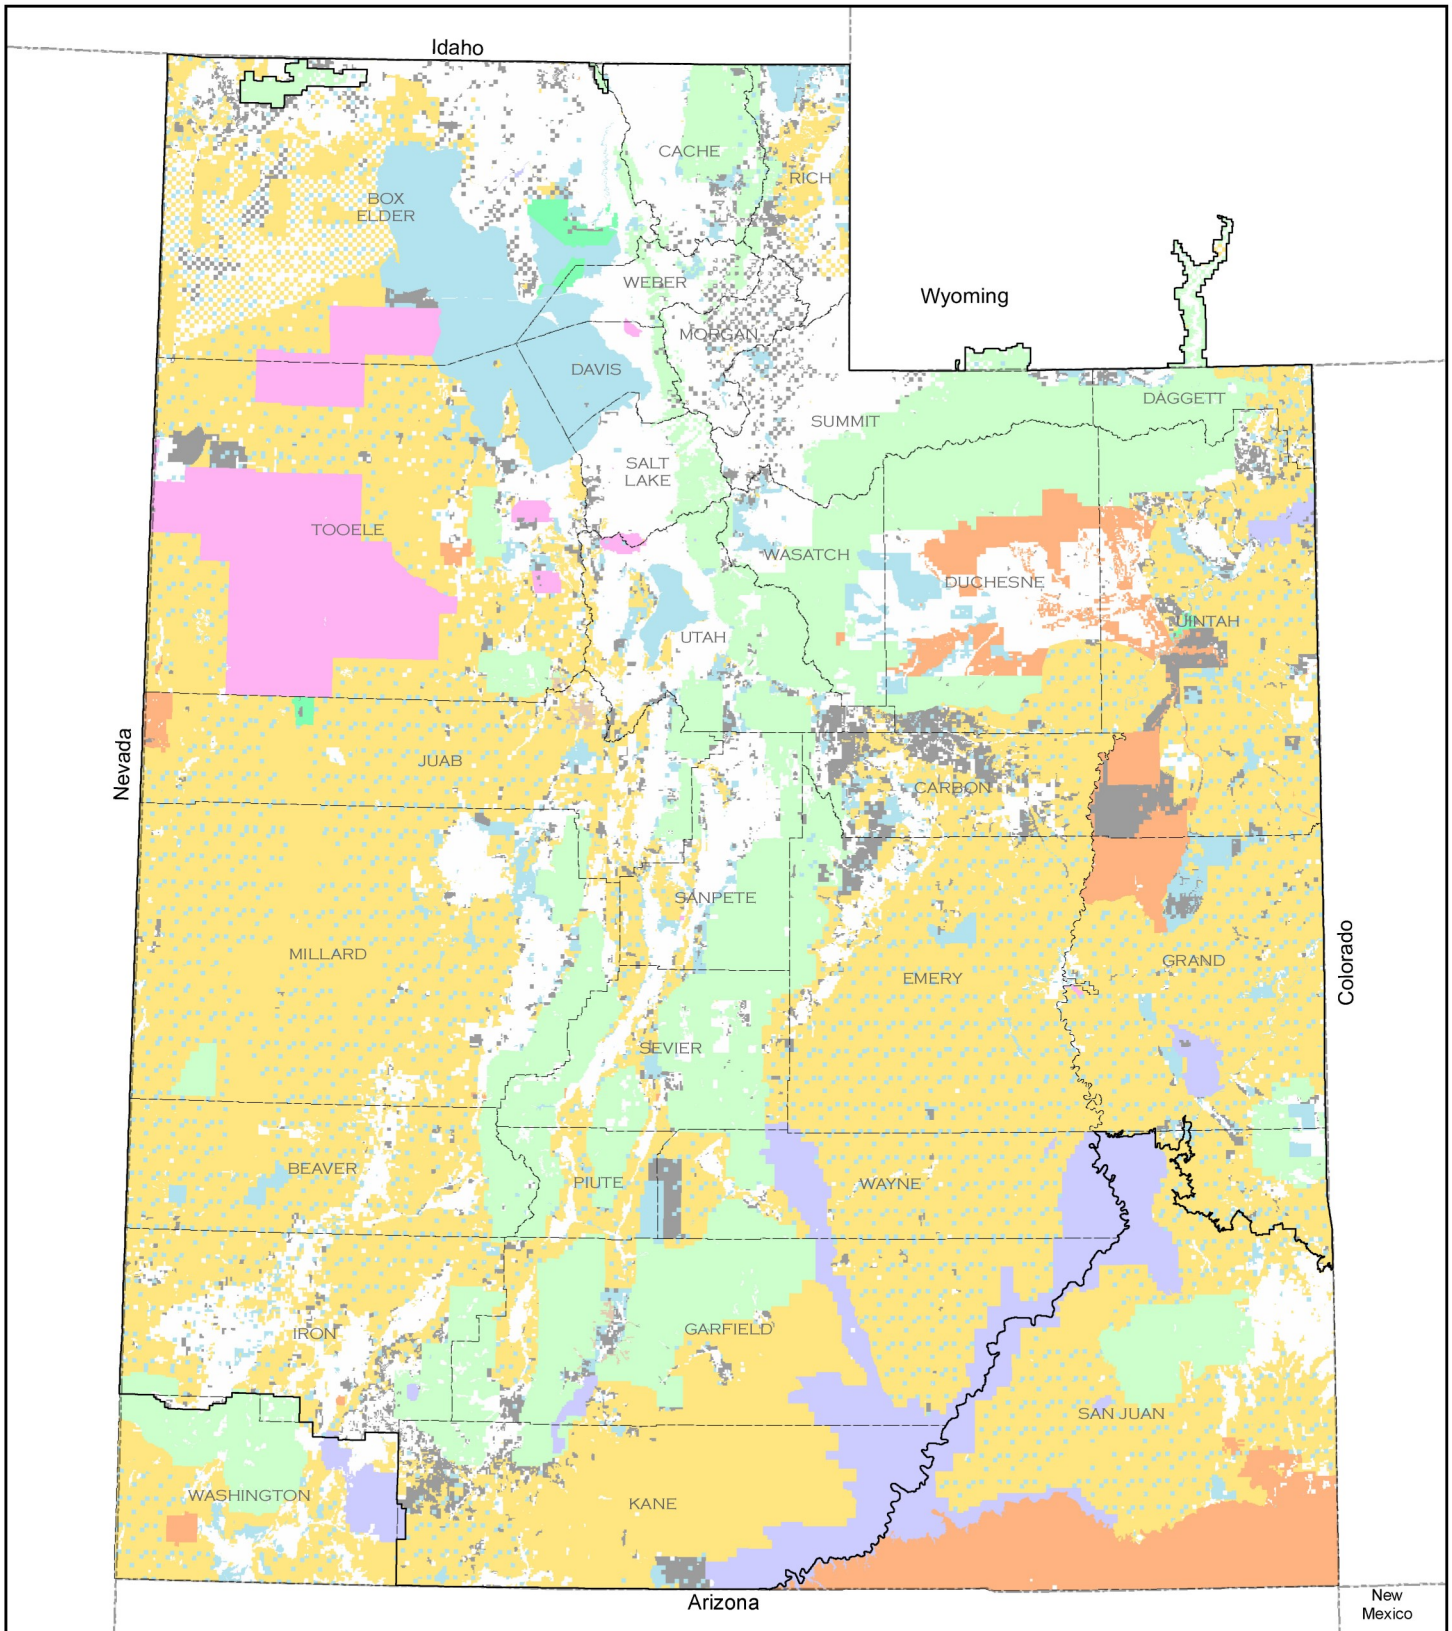 Idaho
CACHE
RICH
BOX
ELDER
WEBER
Wyoming
MORGAN
DAVIS
DAGGETT
SUMMIT
SALT
LAKE
TOOELE
WASATCH
DUCHESNE
UINTAH
UTAH
Nevada
JUAB
CARBON
SANPETE
MILLARD
EMERY
GRAND
Colorado
SEVIER
BEAVER
PIUTE
WAYNE
IRON
GARFIELD
SAN JUAN
WASHINGTON
KANE
Arizona
New
Mexico